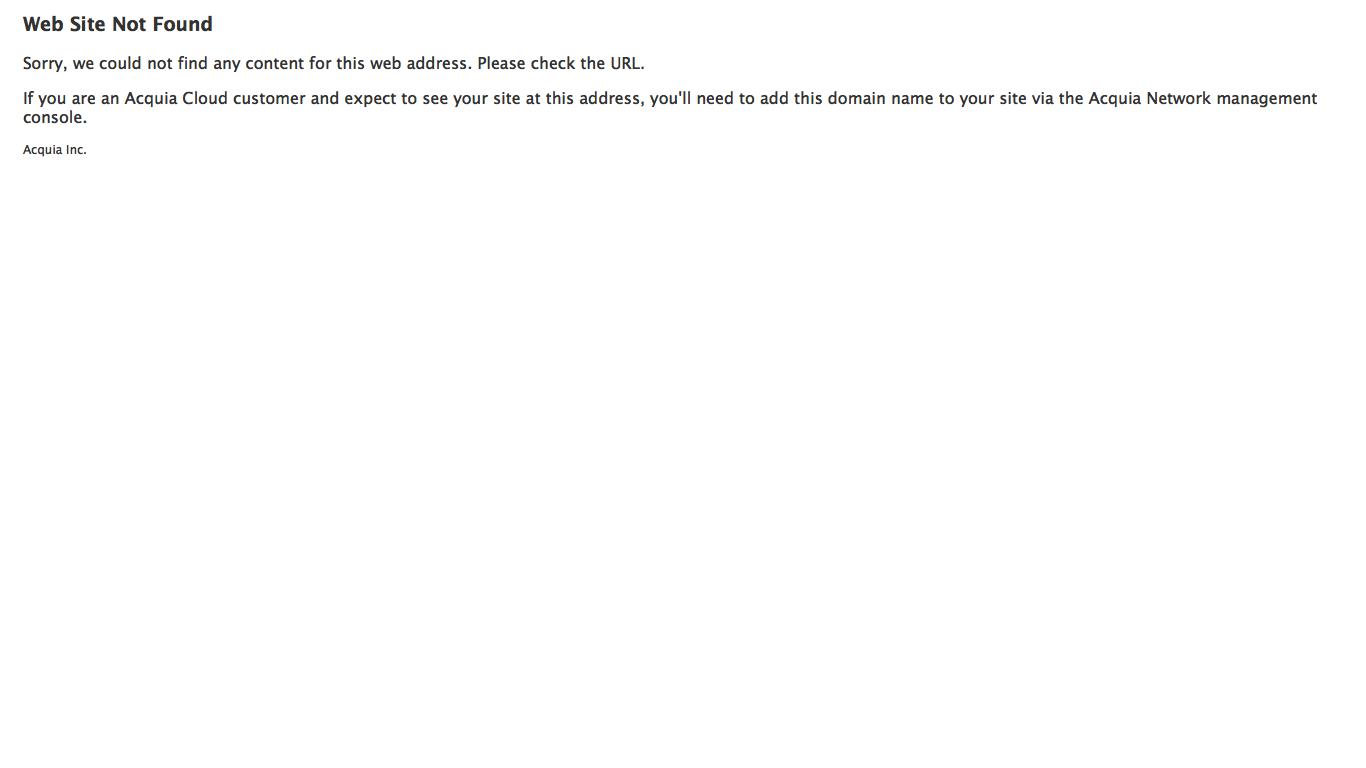 Web Site Not Found
Sorry, we could not find any content for this web address. Please check the URL.
If you are an Acquia Cloud customer and expect to see your site at this address, you'll need to add this domain name to your site via the Acquia Network management
console.
Acquia Inc.